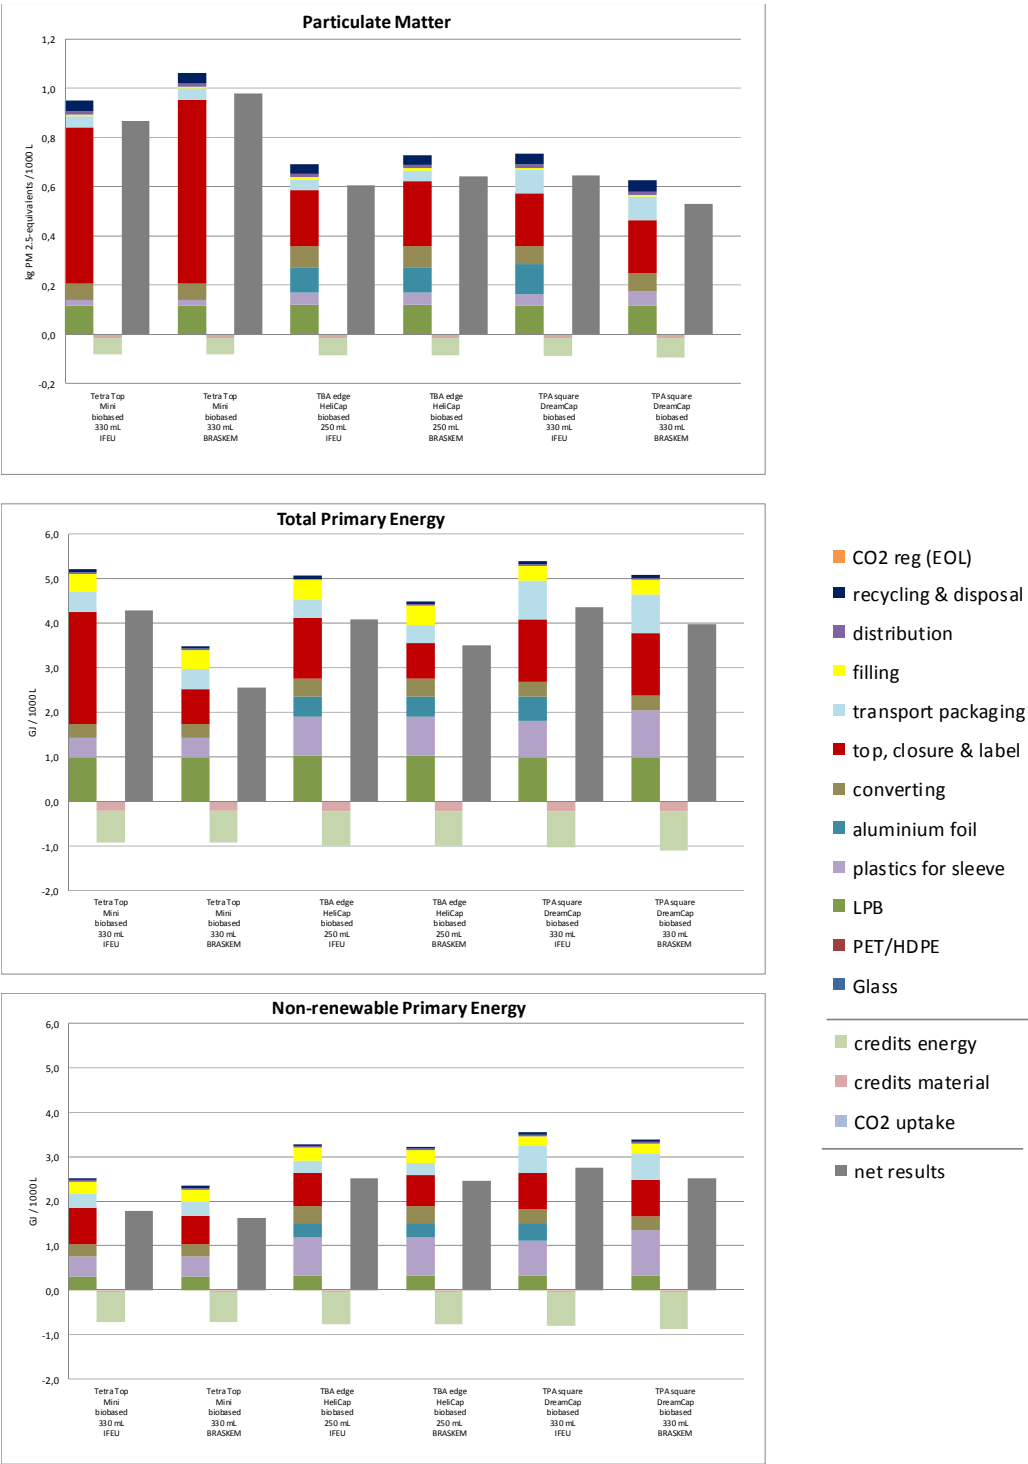 Particulate Matter
kg PM 2.5-equivalents /1000 L
1,2
1,0
0,8
0,6
0,4
0,2
0,0
-0,2
Tetra Top
Mini
biobased
330 mL
IFEU
Tetra Top
Mini
biobased
330 mL
BRASKEM
TBA edge
HeliCap
biobased
250 mL
IFEU
TBA edge
HeliCap
biobased
250 mL
BRASKEM
TPA square
DreamCap
biobased
330 mL
IFEU
TPA square
DreamCap
biobased
330 mL
BRASKEM
Total Primary Energy
GJ / 1000 L
6,0
5,0
4,0
3,0
2,0
1,0
0,0
-1,0
-2,0
Tetra Top
Mini
biobased
330 mL
IFEU
Tetra Top
Mini
biobased
330 mL
BRASKEM
TBA edge
HeliCap
biobased
250 mL
IFEU
TBA edge
HeliCap
biobased
250 mL
BRASKEM
TPA square
DreamCap
biobased
330 mL
IFEU
TPA square
DreamCap
biobased
330 mL
BRASKEM
Non-renewable Primary Energy
GJ / 1000 L
6,0
5,0
4,0
3,0
2,0
1,0
0,0
-1,0
-2,0
Tetra Top
Mini
biobased
330 mL
IFEU
Tetra Top
Mini
biobased
330 mL
BRASKEM
TBA edge
HeliCap
biobased
250 mL
IFEU
TBA edge
HeliCap
biobased
250 mL
BRASKEM
TPA square
DreamCap
biobased
330 mL
IFEU
TPA square
DreamCap
biobased
330 mL
BRASKEM
CO2 reg (EOL)
recycling & disposal
distribution
filling
transport packaging
top, closure & label
converting
aluminium foil
plastics for sleeve
LPB
PET/HDPE
Glass
credits energy
credits material
CO2 uptake
net results